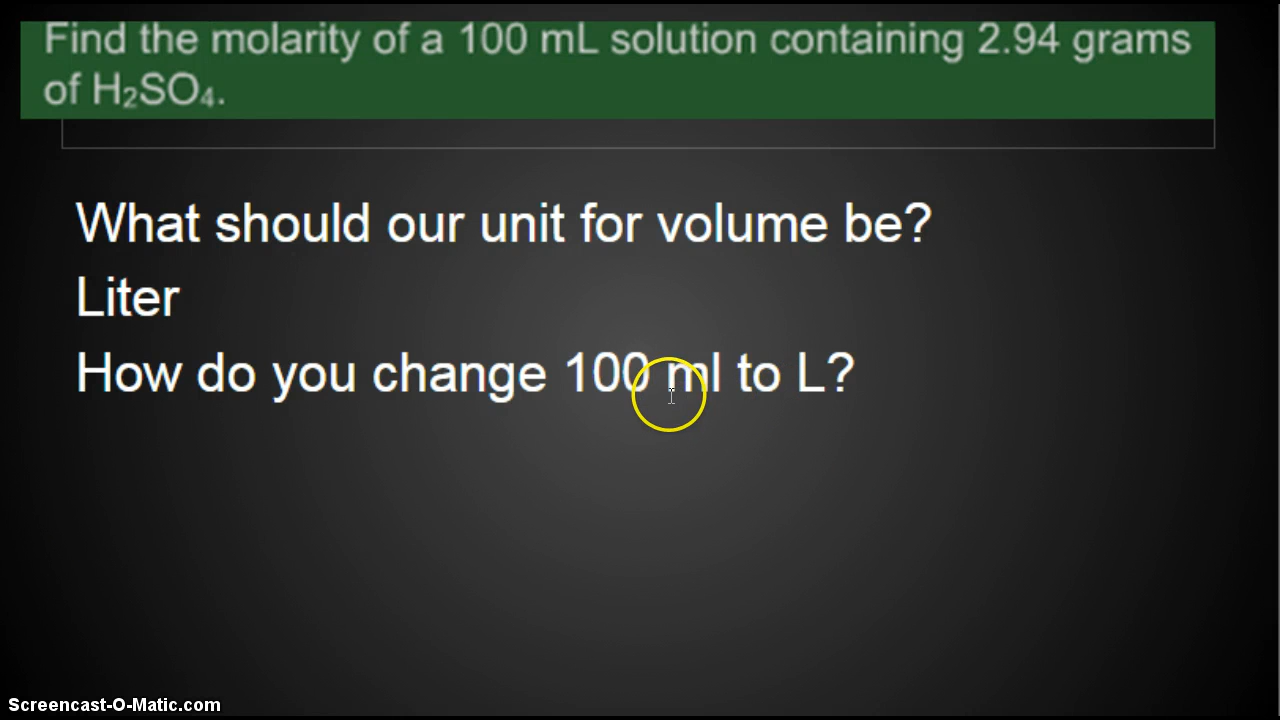 Find the molarity of a 100 mL solution containing 2.94 grams
of H₂SO₄.
What should our unit for volume be?
Liter
How do you change 100 ml to L?
Screencast-O-Matic.com